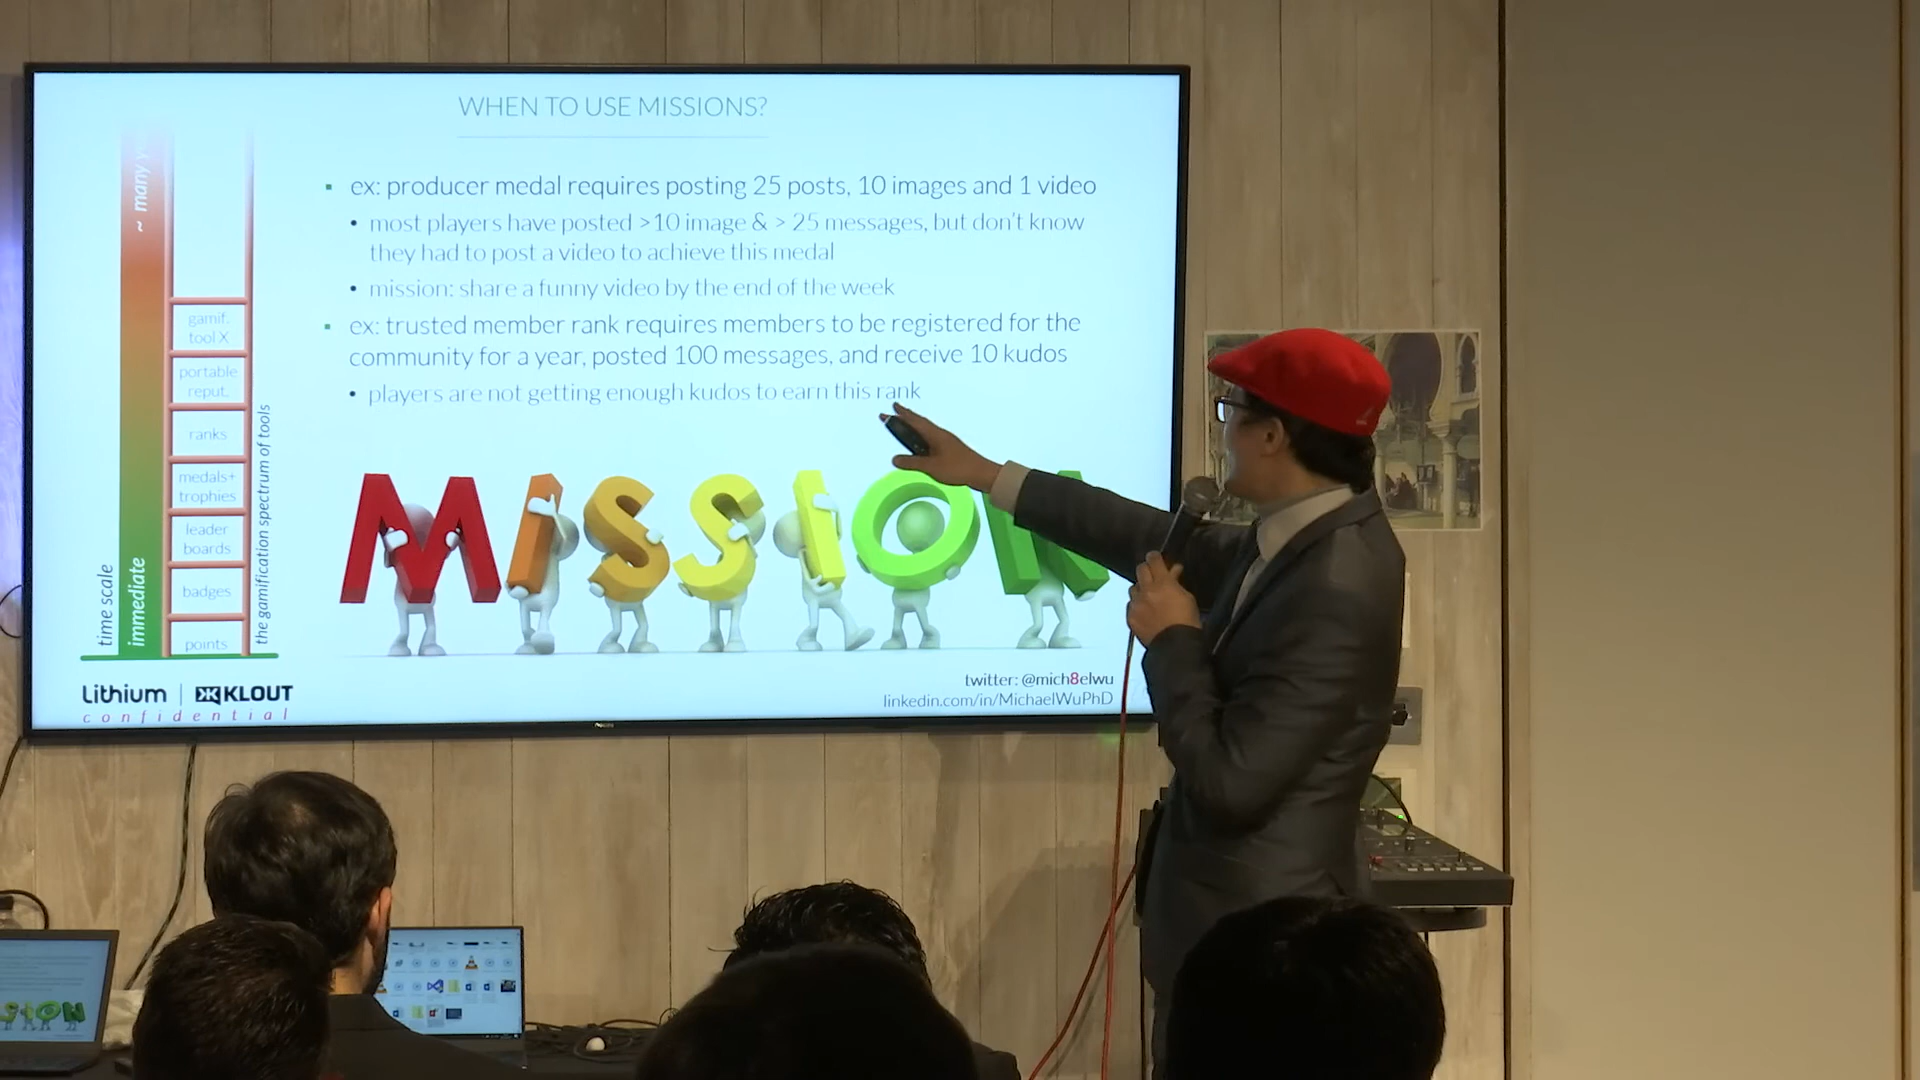 WHEN TO USE MISSIONS?
ex: producer medal requires posting 25 posts, 10 images and 1 video
most players have posted >10 image & > 25 messages, but don't know
they had to post a video to achieve this medal
mission: share a funny video by the end of the week
ex: trusted member rank requires members to be registered for the
community for a year, posted 100 messages, and receive 10 kudos
players are not getting enough kudos to earn this rank
~ many
immediate
time scale
gamif.
tool X
portable
reput.
ranks
medals+
trophies
leader
boards
badges
points
the gamification spectrum of tools
MISSION
Lithium | KLOUT
confidential
twitter: @mich8elwu
linkedin.com/in/MichaelWuPhD
SION